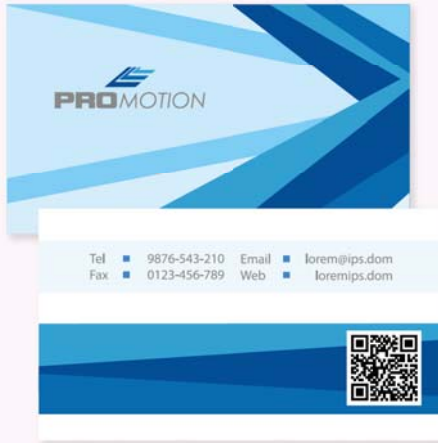 PROMOTION
Tel ■ 9876-543-210 Email ■ lorem@ips.dom
Fax ■ 0123-456-789 Web ■ loremips.dom